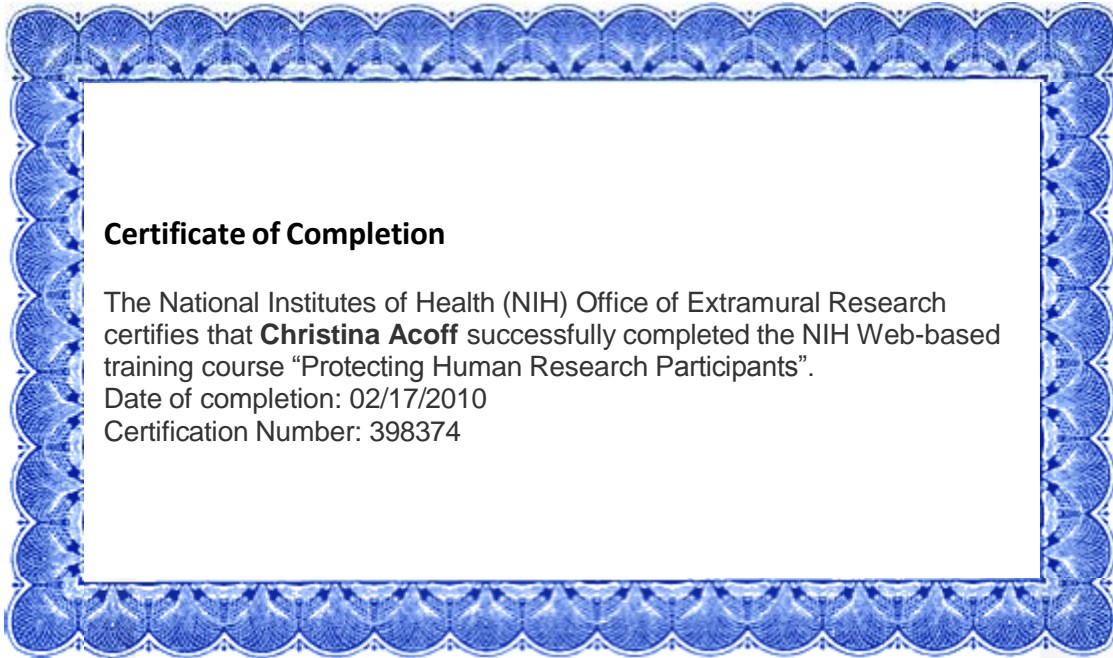 Certificate of Completion
The National Institutes of Health (NIH) Office of Extramural Research
certifies that Christina Acoff successfully completed the NIH Web-based
training course “Protecting Human Research Participants”.
Date of completion: 02/17/2010
Certification Number: 398374